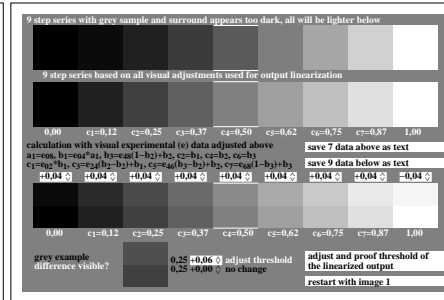 9 step series with grey sample and surround appears too dark, all will be lighter below
9 step series based on all visual adjustments used for output linearization
0,00 c1=0,12 c2=0,25 c3=0,37 c4=0,50 c5=0,62 c6=0,75 c7=0,87 1,00
calculation with visual experimental (e) data adjusted above
a1=e08, b1=e04*a1, b3=e48(1−b2)+b2, c2=b1, c4=b2, c6=b3
c1=e02*b1, c3=e24(b2−b2)+b1, c5=e46(b3−b2)+b2, c7=e68(1−b3)+b3
save 7 data above as text
save 9 data below as text
+0,04 +0,04 +0,04 +0,04 +0,04 +0,04 +0,04 +0,04 −0,04
0,00 c1=0,12 c2=0,25 c3=0,37 c4=0,50 c5=0,62 c6=0,75 c7=0,87 1,00
grey example
difference visible?
0,25 +0,06 adjust threshold
0,25 +0,00 no change
adjust and proof threshold of
the linearized output
restart with image 1